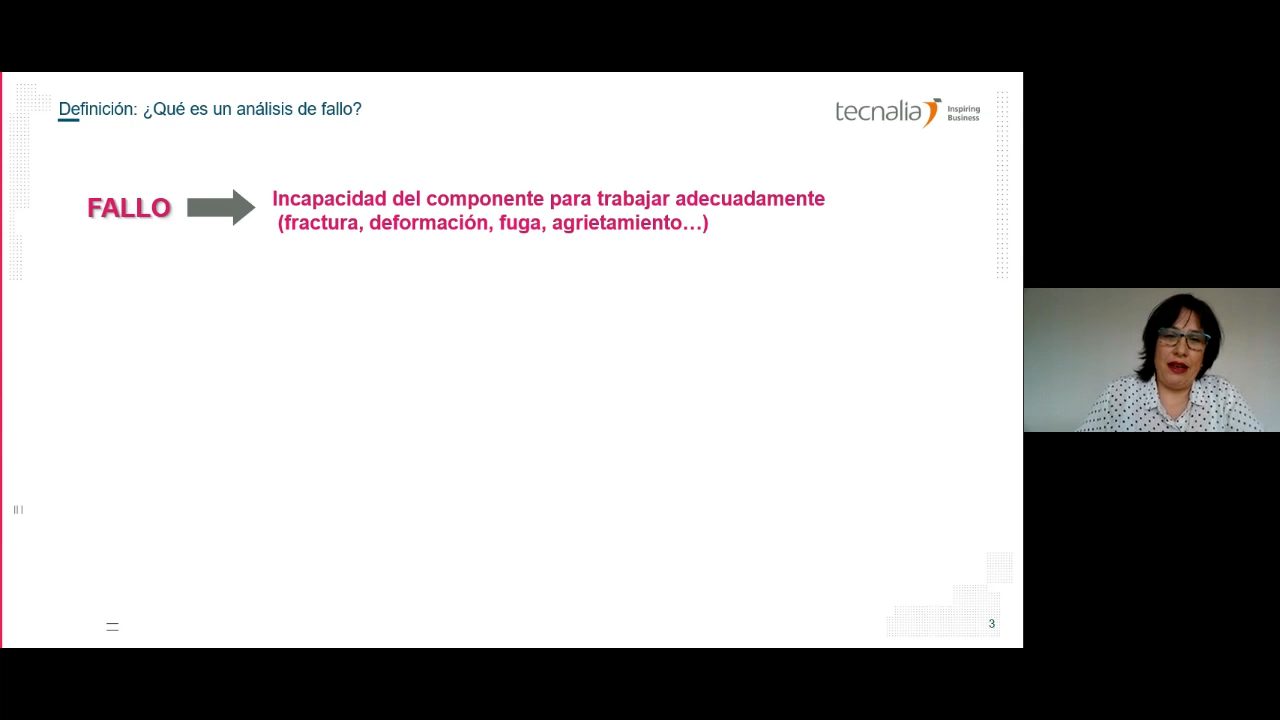 Definición: ¿Qué es un análisis de fallo?
tecnalia Inspiring
Business
FALLO
Incapacidad del componente para trabajar adecuadamente
(fractura, deformación, fuga, agrietamiento...)
3